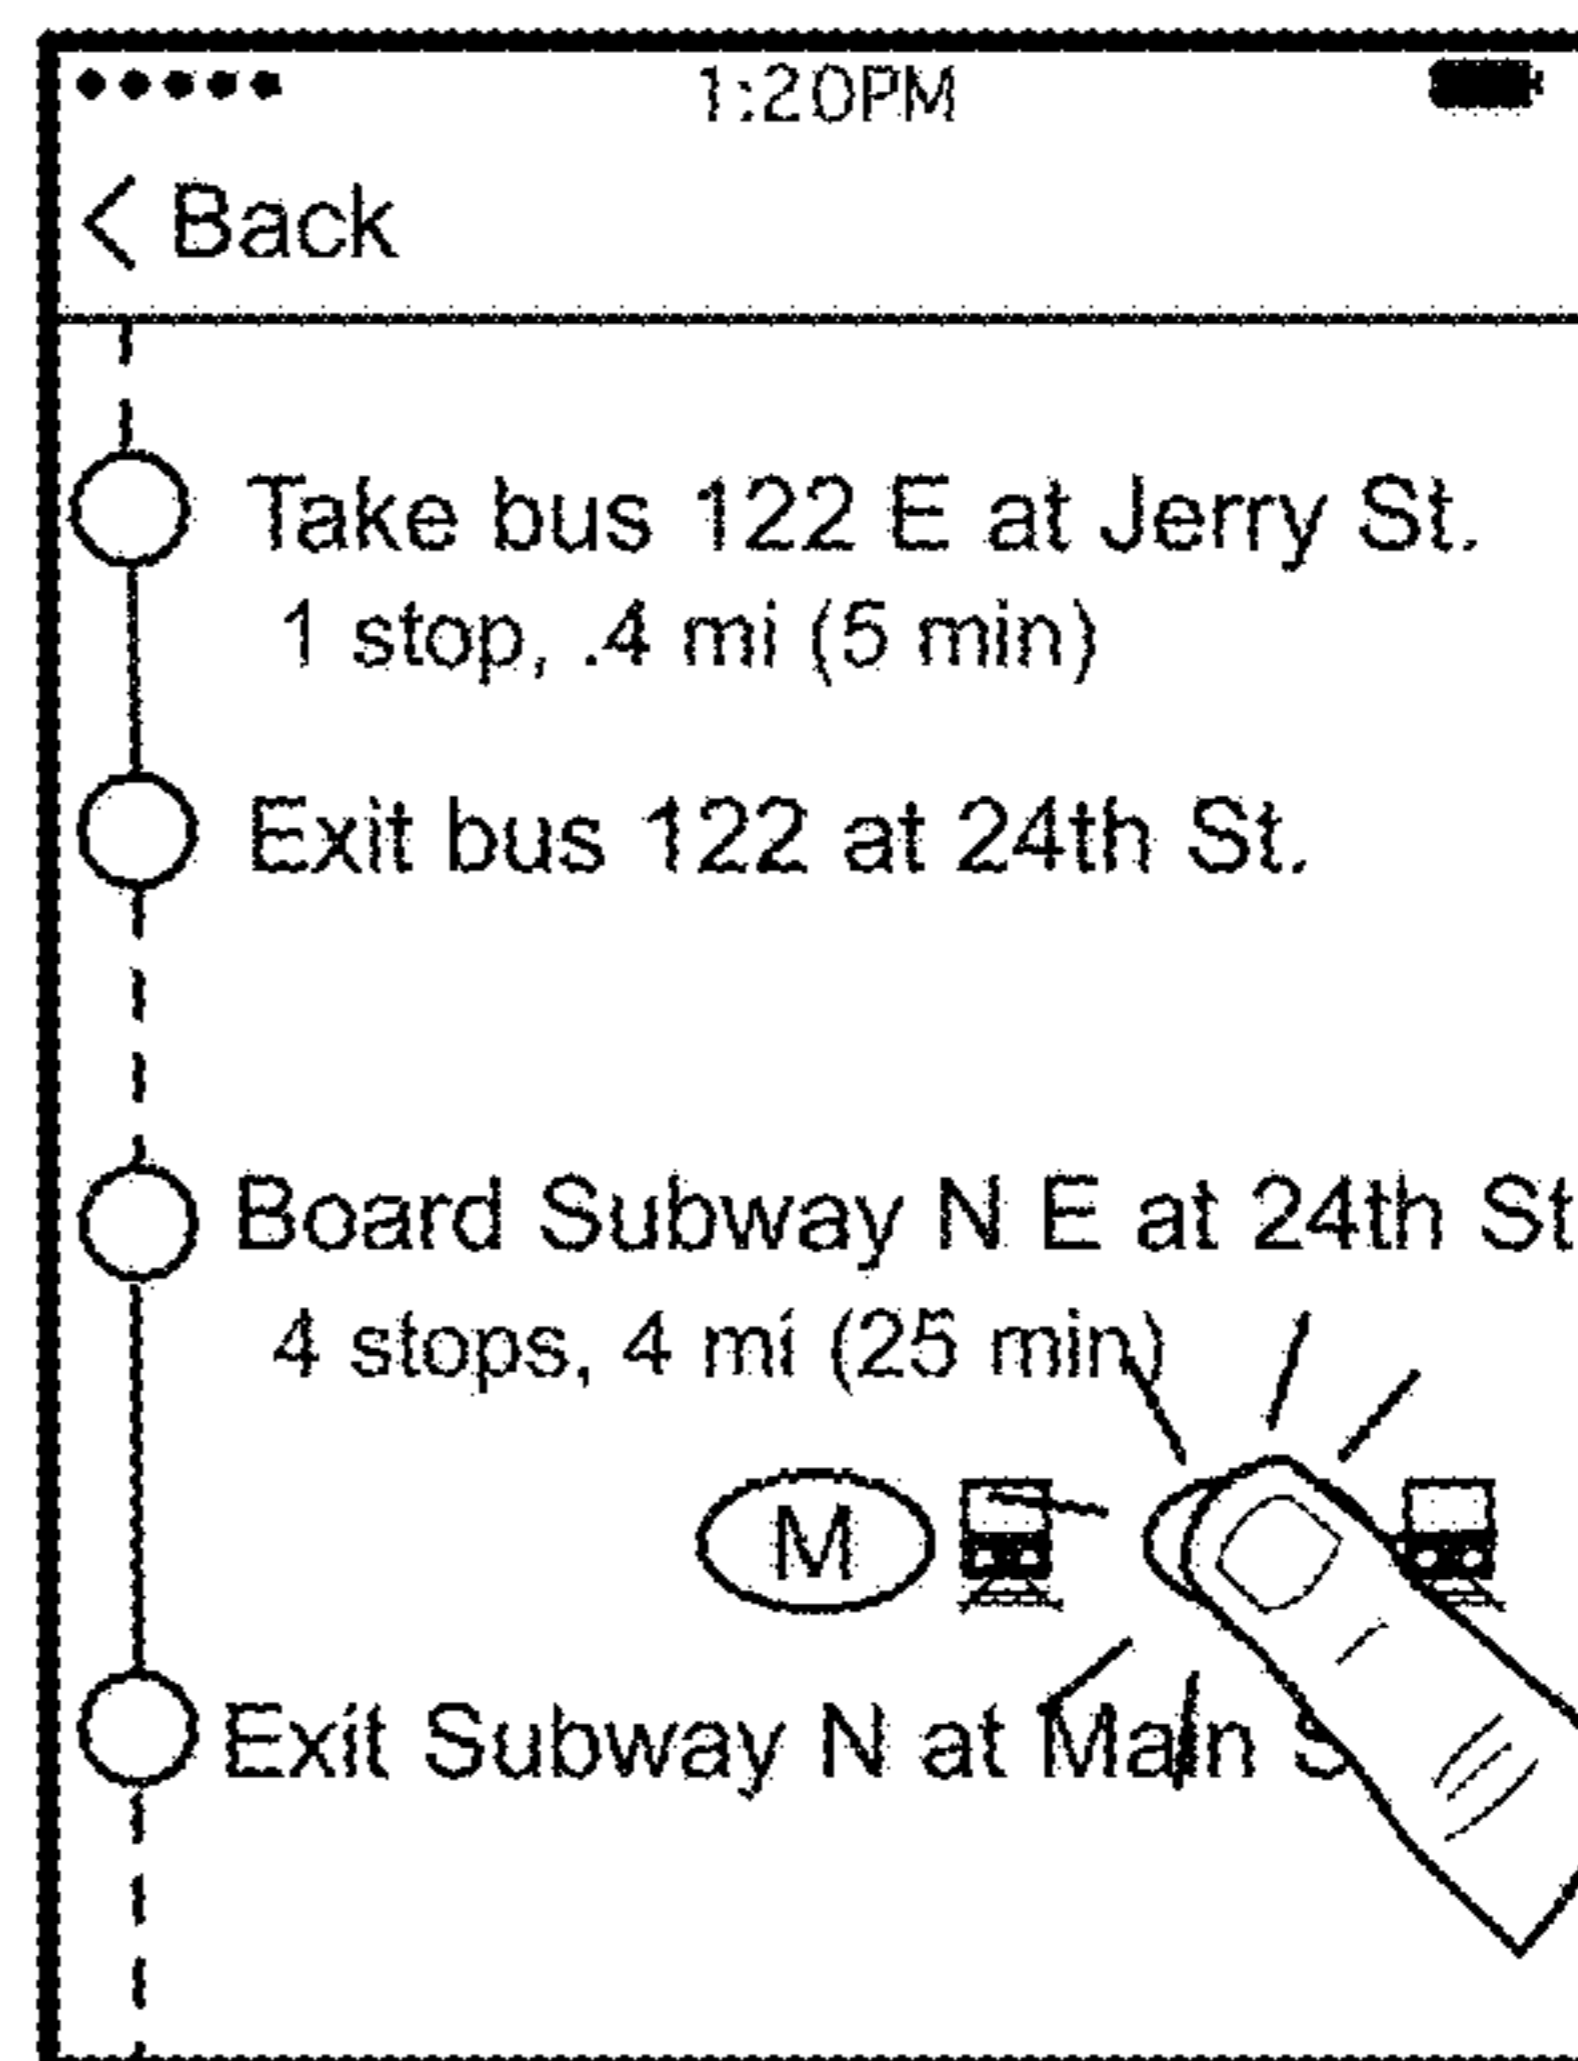 1:20PM
< Back
Take bus 122 E at Jerry St.
1 stop, .4 mi (5 min)
Exit bus 122 at 24th St.
Board Subway N E at 24th St
4 stops, 4 mi (25 min)
M
Exit Subway N at Main S